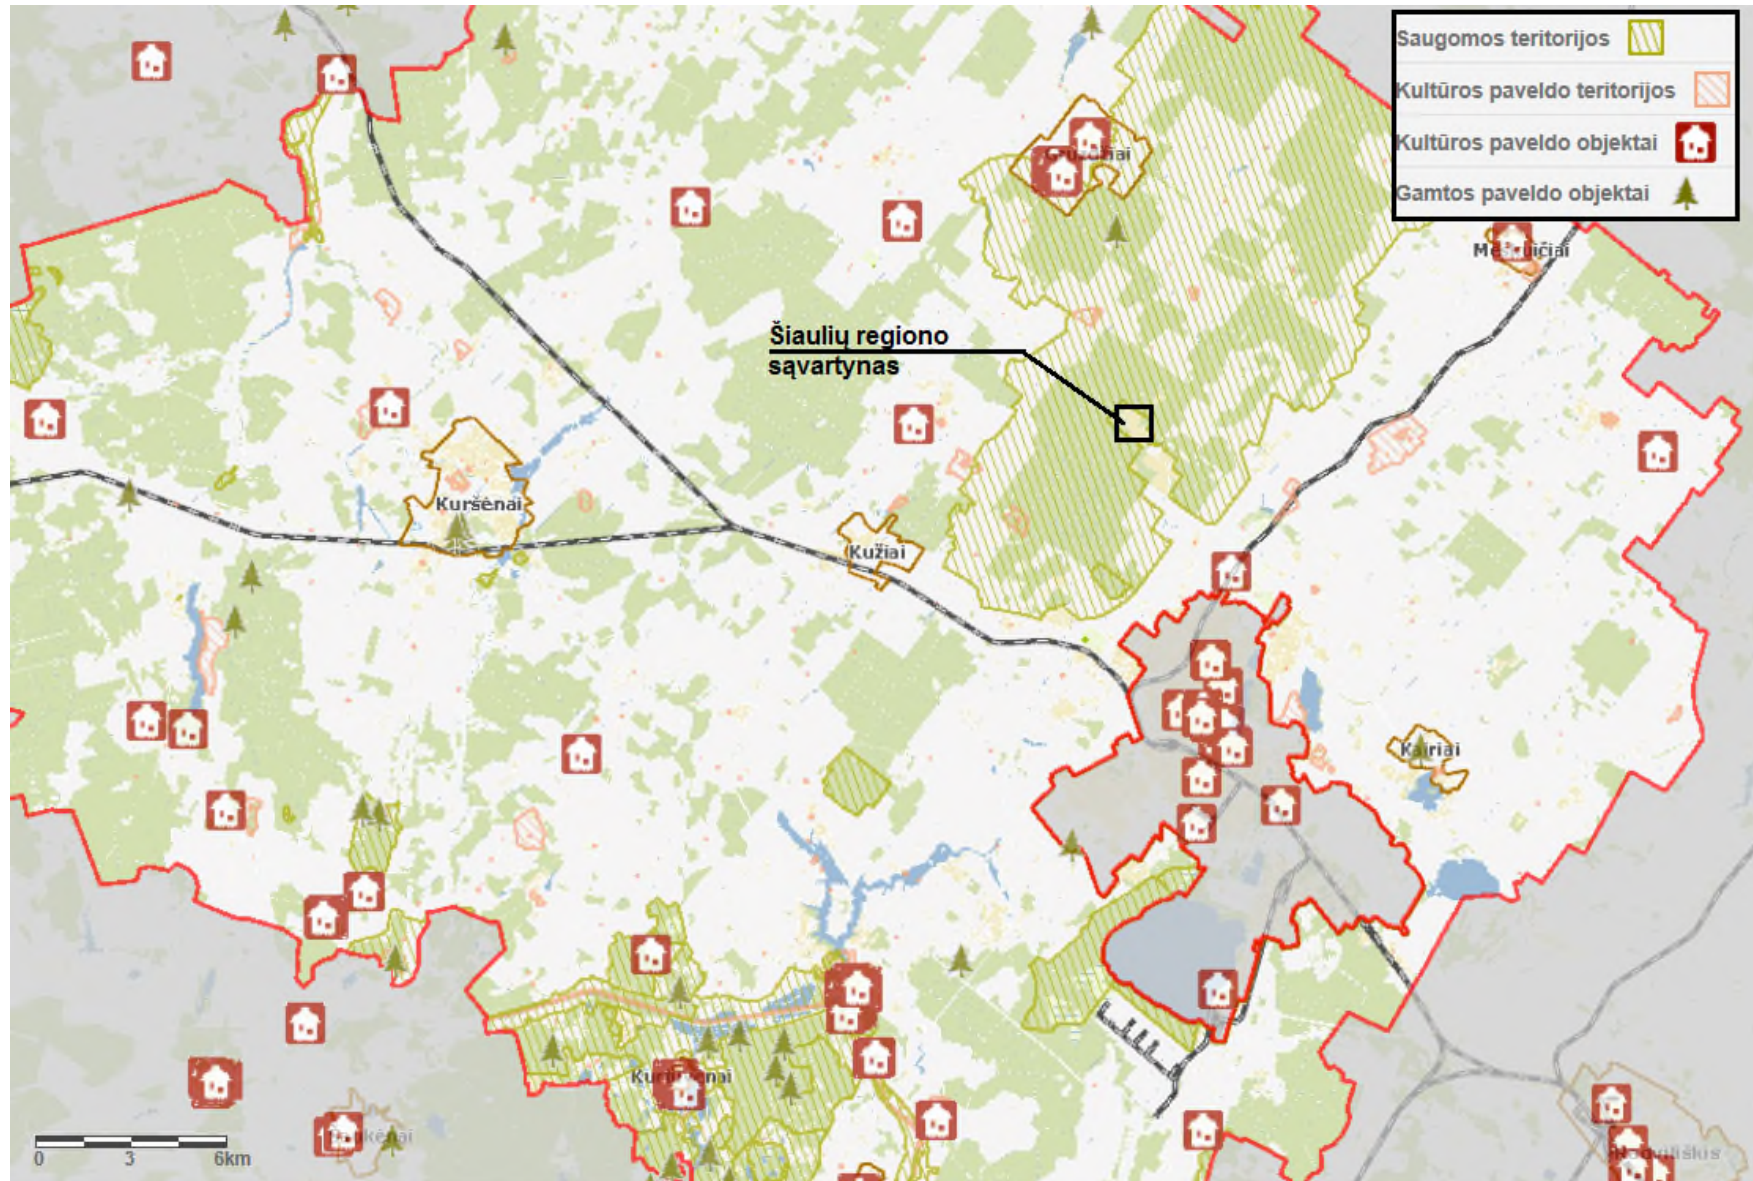 Saugomos teritorijos
Kultūros paveldo teritorijos
Kultūros paveldo objektai
Gamtos paveldo objektai
Šiaulių regiono
sąvartynas
Kuršėnai
Kužiai
Kairiai
0 3 6km